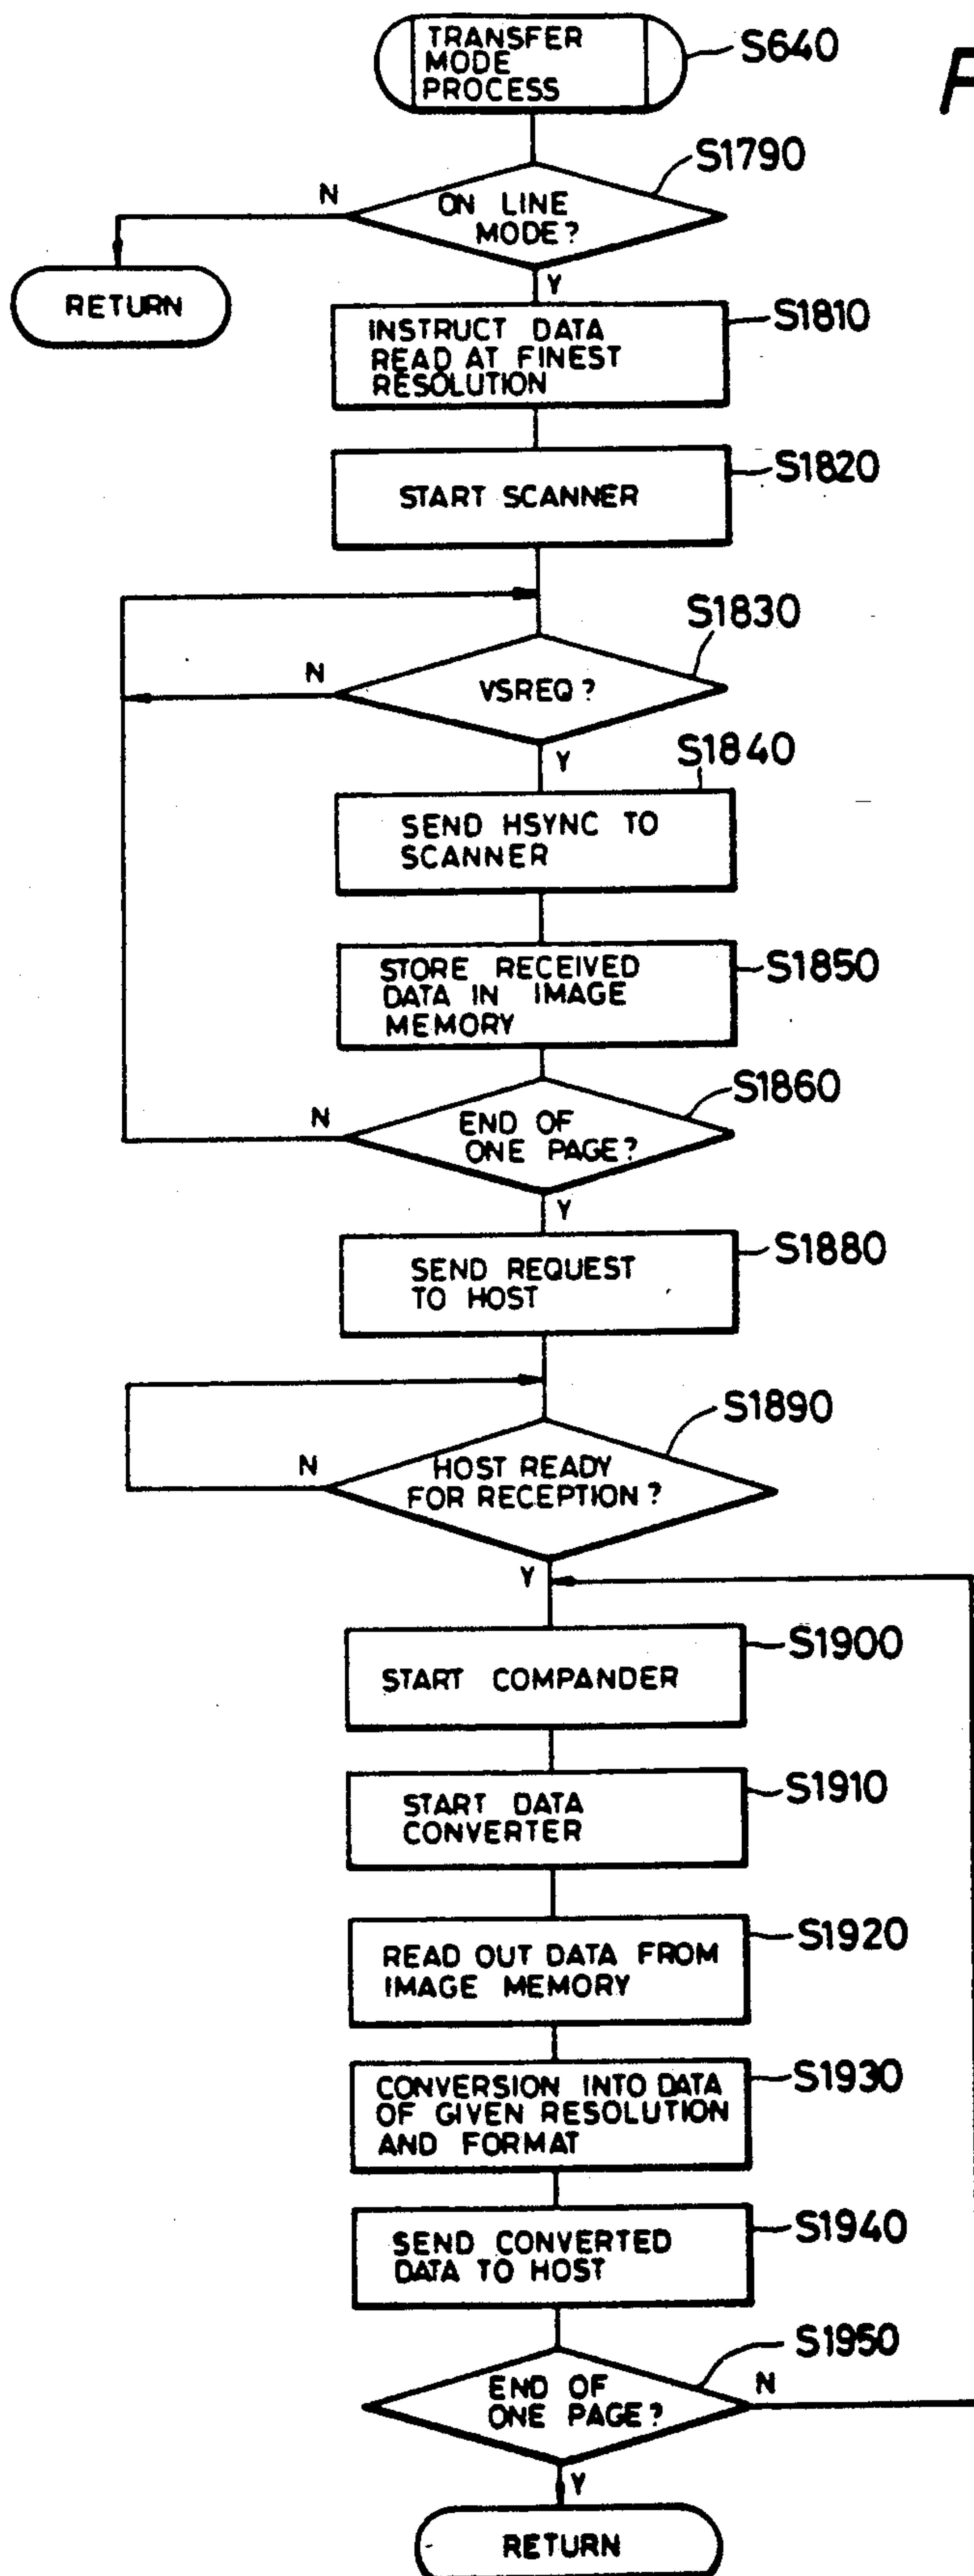 TRANSFER
MODE
PROCESS
S640
F
S1790
N
ON LINE
MODE?
Y
RETURN
S1810
INSTRUCT DATA
READ AT FINEST
RESOLUTION
S1820
START SCANNER
S1830
N
VSREQ?
Y
S1840
SEND HSYNC TO
SCANNER
S1850
STORE RECEIVED
DATA IN IMAGE
MEMORY
S1860
N
END OF
ONE PAGE?
Y
S1880
SEND REQUEST
TO HOST
S1890
N
HOST READY
FOR RECEPTION?
Y
S1900
START COMPANDER
S1910
START DATA
CONVERTER
S1920
READ OUT DATA FROM
IMAGE MEMORY
S1930
CONVERSION INTO DATA
OF GIVEN RESOLUTION
AND FORMAT
S1940
SEND CONVERTED
DATA TO HOST
S1950
END OF
ONE PAGE?
N
Y
RETURN